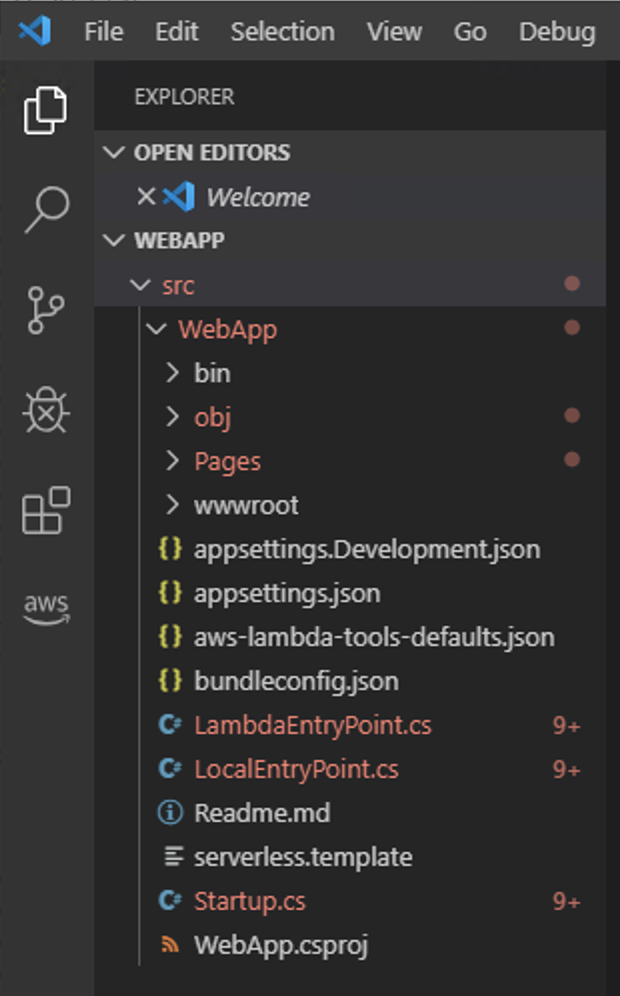 File Edit Selection View Go Debug
EXPLORER
OPEN EDITORS
Welcome
WEBAPP
src
WebApp
bin
obj
Pages
wwwroot
{} appsettings.Development.json
{} appsettings.json
{} aws-lambda-tools-defaults.json
{} bundleconfig.json
C# LambdaEntryPoint.cs 9+
C# LocalEntryPoint.cs 9+
Readme.md
serverless.template
C# Startup.cs 9+
WebApp.csproj
aws